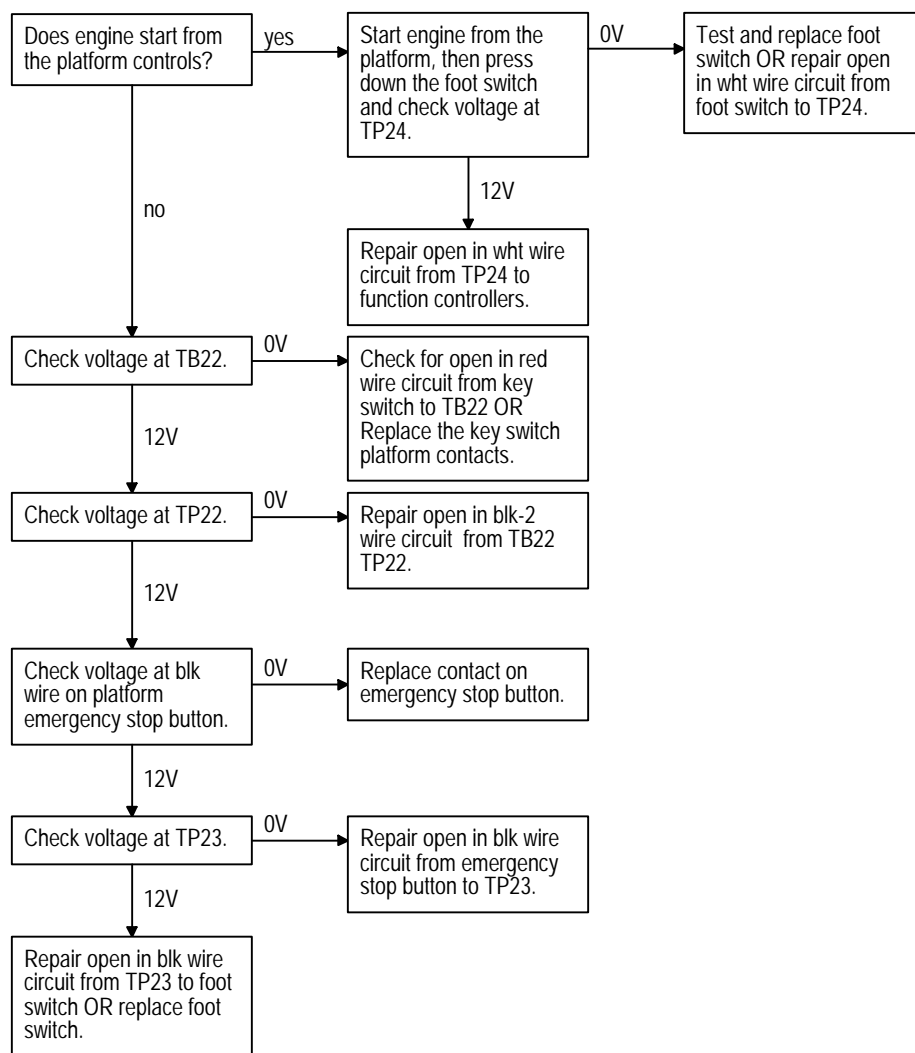 Does engine start from
the platform controls?
yes
Start engine from the
platform, then press
down the foot switch
and check voltage at
TP24.
0V
Test and replace foot
switch OR repair open
in wht wire circuit from
foot switch to TP24.
12V
no
Repair open in wht wire
circuit from TP24 to
function controllers.
Check voltage at TB22.
0V
Check for open in red
wire circuit from key
switch to TB22 OR
Replace the key switch
platform contacts.
12V
Check voltage at TP22.
0V
Repair open in blk-2
wire circuit from TB22
TP22.
12V
Check voltage at blk
wire on platform
emergency stop button.
0V
Replace contact on
emergency stop button.
12V
Check voltage at TP23.
0V
Repair open in blk wire
circuit from emergency
stop button to TP23.
12V
Repair open in blk wire
circuit from TP23 to foot
switch OR replace foot
switch.